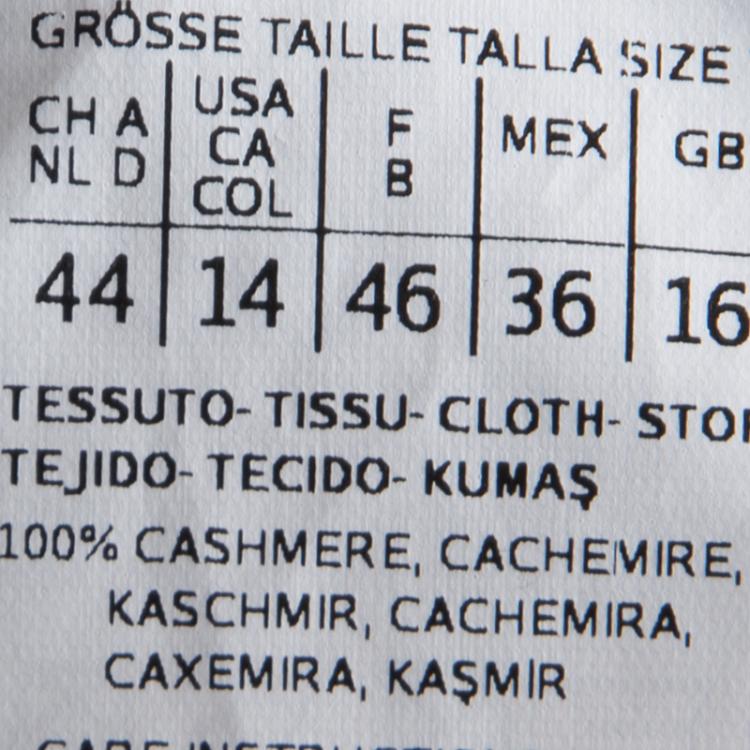 GRÖSSE TAILLE TALLA SIZE
CH A USA F MEX GB
NL D CA B
COL
44 14 46 36 16
TESSUTO- TISSU- CLOTH-
TEJIDO- TECIDO- KUMAŞ
100% CASHMERE, CACHEMIRE,
KASCHMIR, CACHEMIRA,
CAXEMIRA, KAŞMIR